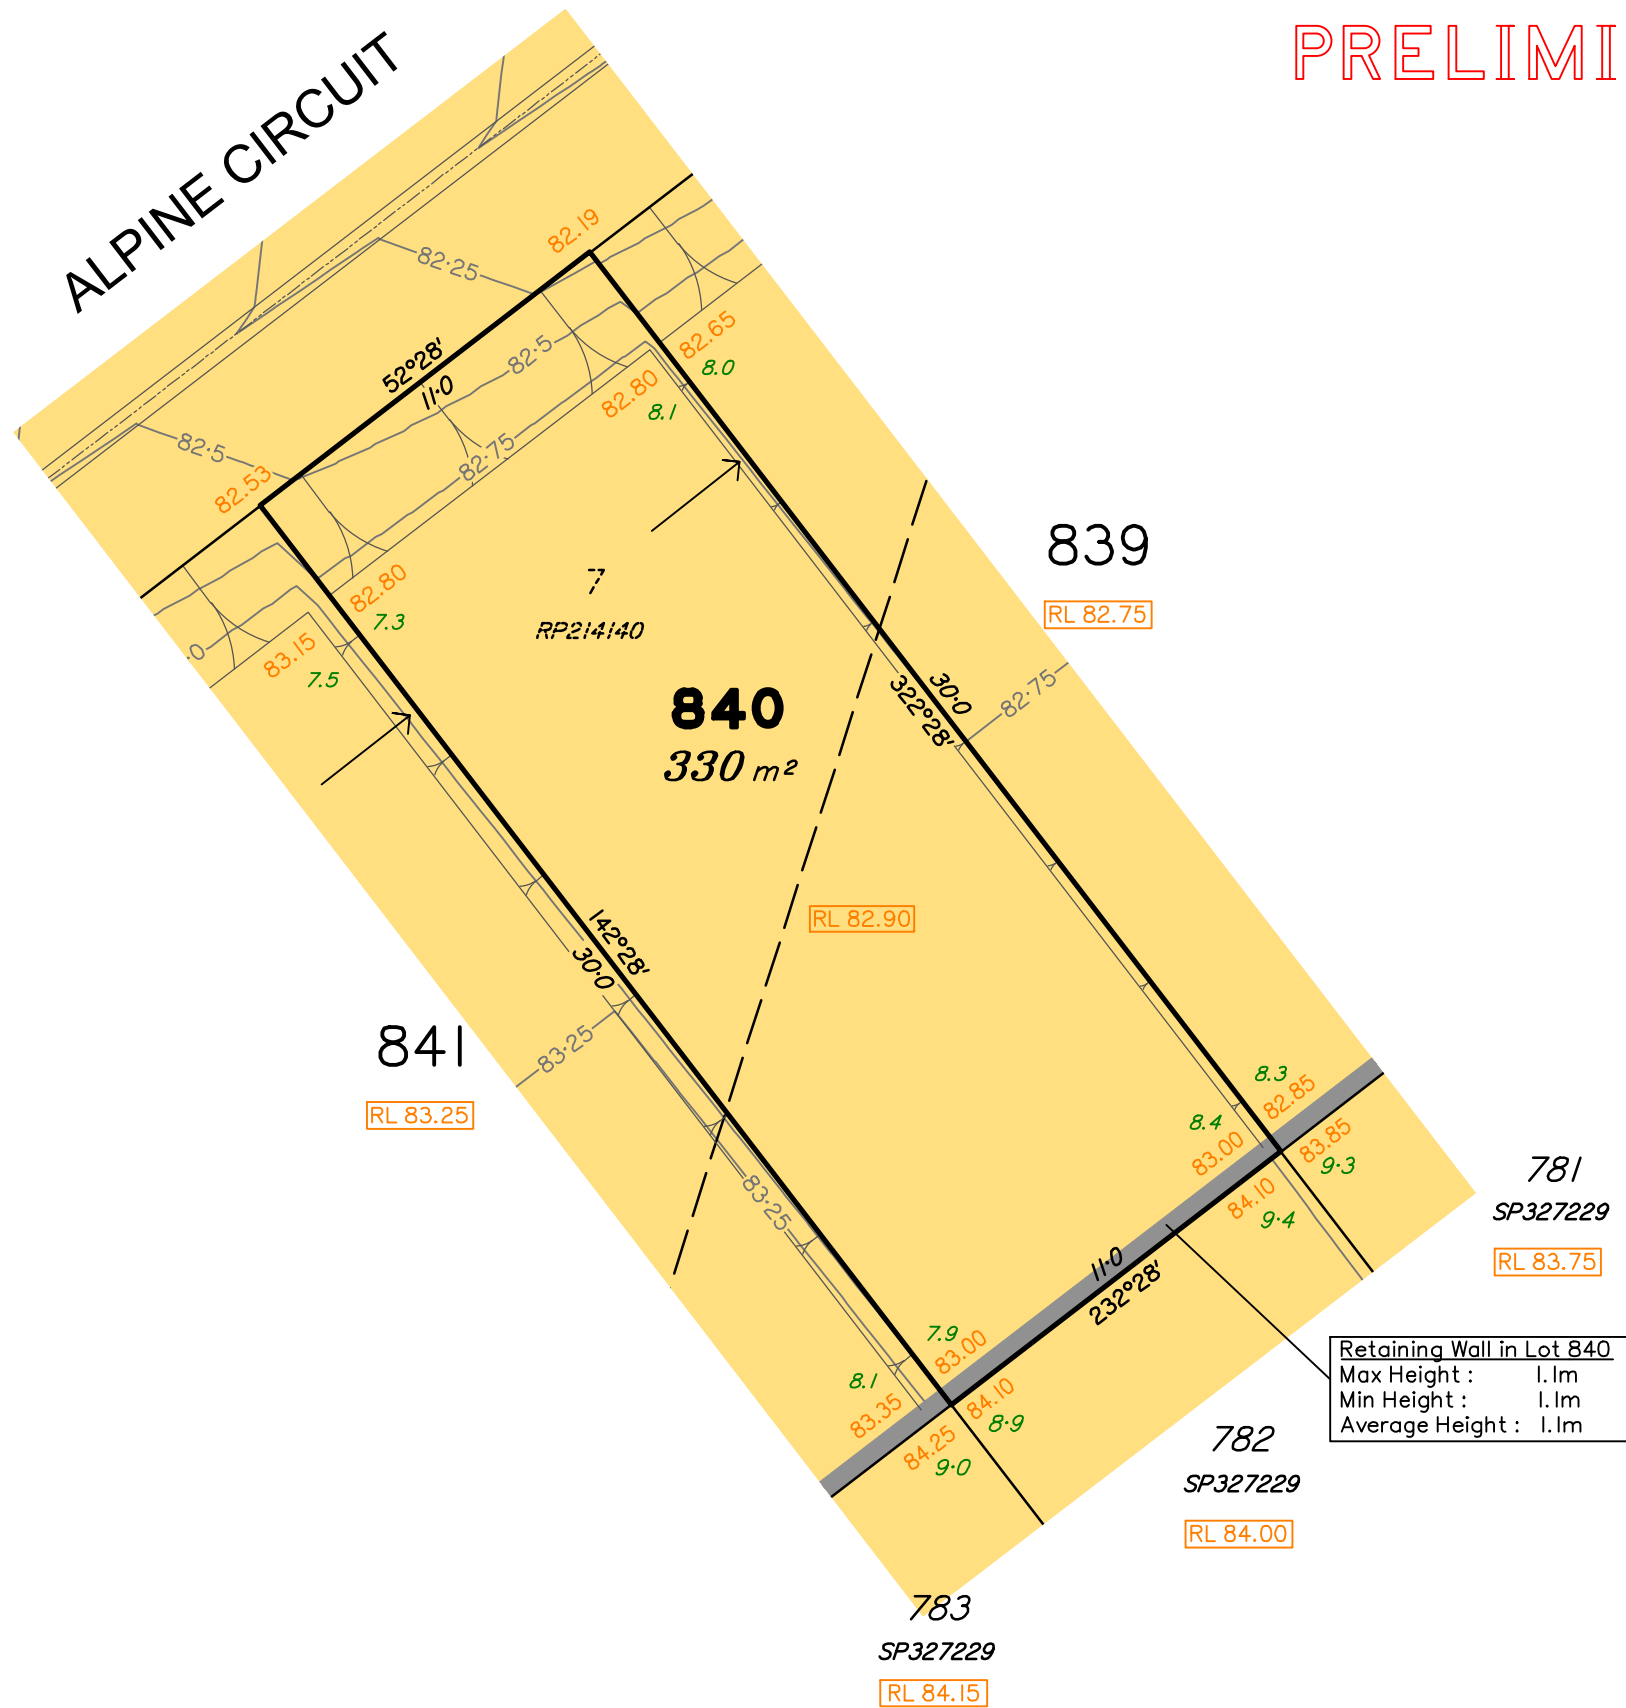 PRELIMI
ALPINE CIRCUIT
82.19
82·25
82.65
8.0
52°28'
11·0
82·5
82.80
8.1
82·5
82.53
82·75
82.80
7.3
83.15
7.5
·0
7
RP214140
839
RL 82.75
840
330 m²
30·0
322°28'
82·75
RL 82.90
142°28'
30·0
841
RL 83.25
83·25
83·25
8.3
82.85
8.4
83.00
83.85
9·3
84.10
9·4
781
SP327229
RL 83.75
11·0
232°28'
7.9
83.00
8.1
83.35
84.10
8·9
84.25
9·0
Retaining Wall in Lot 840
Max Height : 1.1m
Min Height : 1.1m
Average Height : 1.1m
782
SP327229
RL 84.00
783
SP327229
RL 84.15